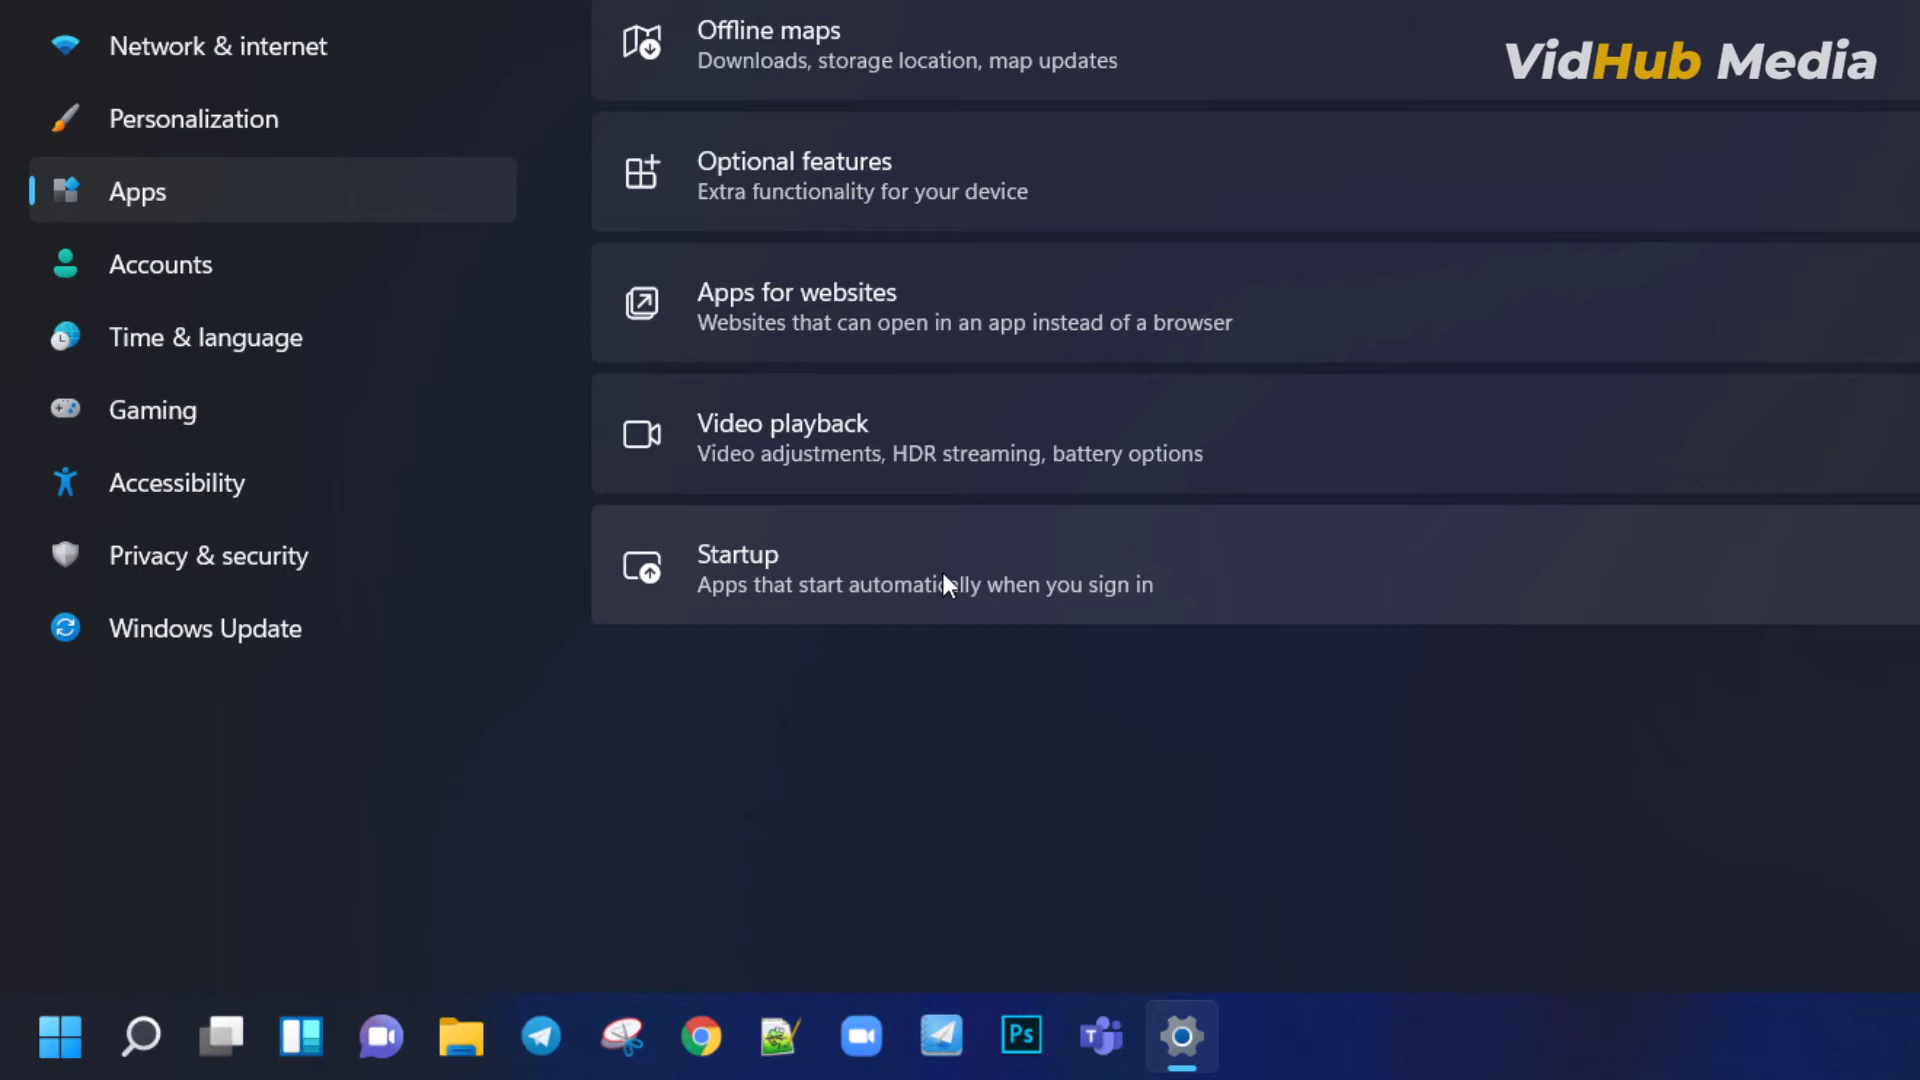 Network & internet
Personalization
Apps
Accounts
Time & language
Gaming
Accessibility
Privacy & security
Windows Update
Offline maps
Downloads, storage location, map updates
Optional features
Extra functionality for your device
Apps for websites
Websites that can open in an app instead of a browser
Video playback
Video adjustments, HDR streaming, battery options
Startup
Apps that start automatically when you sign in
VidHub Media
Ps
T